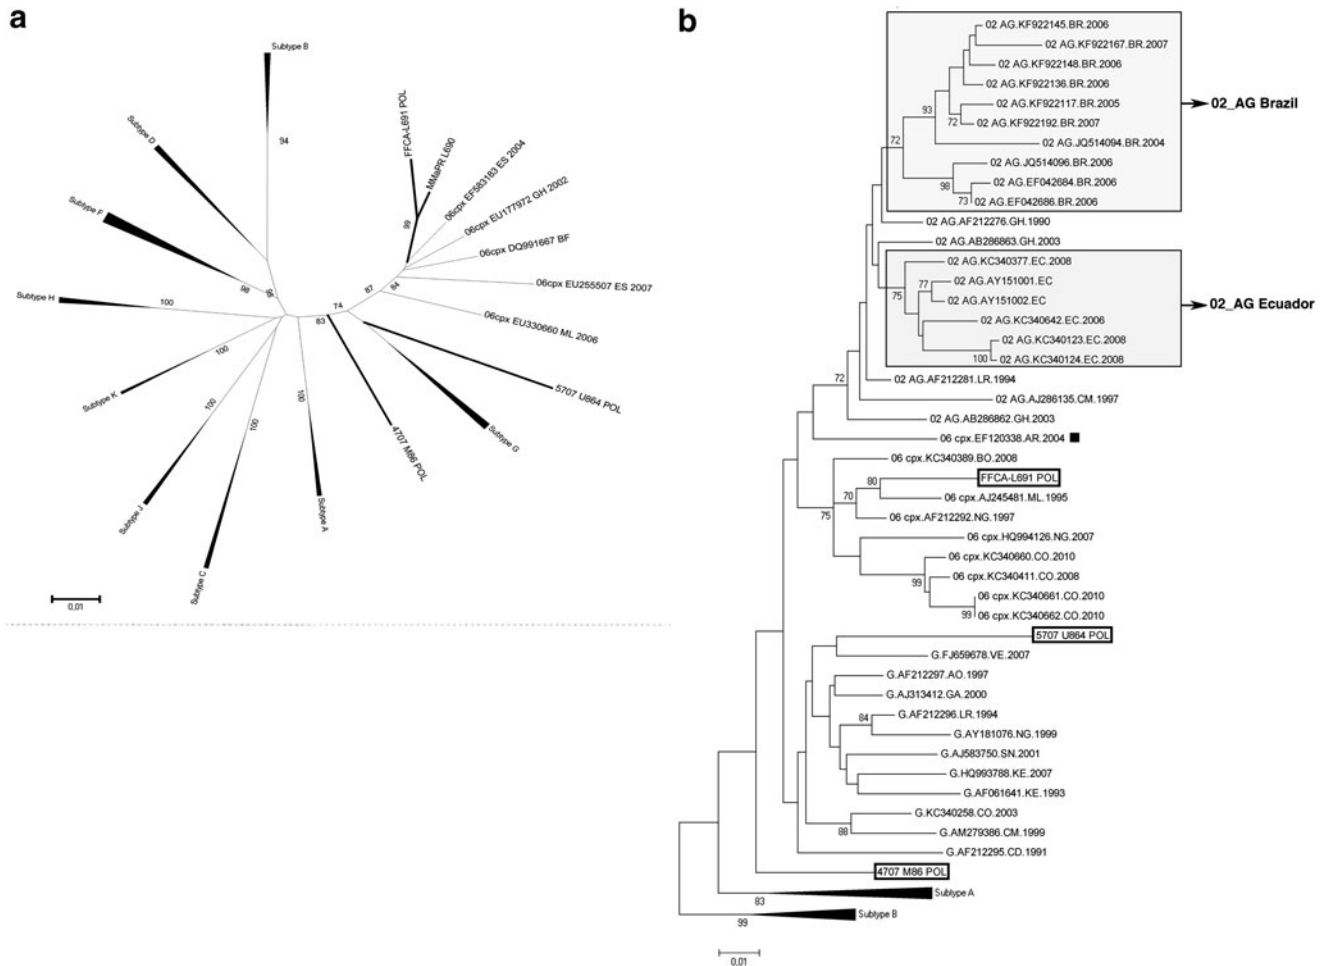 a
Subtype B
94
Subtype D
Subtype F
98
95
Subtype H
100
Subtype K
100
Subtype J
100
Subtype C
100
Subtype A
100
83
74
87
84
99
FFCA-L691 POL
MMaPR L690
06cpx EF583183 ES 2004
06cpx EU177972 GH 2002
06cpx DQ991667 BF
06cpx EU255507 ES 2007
06cpx EU330660 ML 2006
5707 U864 POL
Subtype G
4707 M86 POL
0,01
b
02 AG.KF922145.BR.2006
02 AG.KF922167.BR.2007
02 AG.KF922148.BR.2006
02 AG.KF922136.BR.2006
93
02 AG.KF922117.BR.2005
02_AG Brazil
72
02 AG.KF922192.BR.2007
72
02 AG.JQ514094.BR.2004
02 AG.JQ514096.BR.2006
98
02 AG.EF042684.BR.2006
73
02 AG.EF042686.BR.2006
02 AG.AF212276.GH.1990
02 AG.AB286863.GH.2003
02 AG.KC340377.EC.2008
77
02 AG.AY151001.EC
75
02 AG.AY151002.EC
02_AG Ecuador
02 AG.KC340642.EC.2006
02 AG.KC340123.EC.2008
100
02 AG.KC340124.EC.2008
72
02 AG.AF212281.LR.1994
02 AG.AJ286135.CM.1997
02 AG.AB286862.GH.2003
06 cpx.EF120338.AR.2004
06 cpx.KC340389.BO.2008
80
FFCA-L691 POL
70
06 cpx.AJ245481.ML.1995
75
06 cpx.AF212292.NG.1997
06 cpx.HQ994126.NG.2007
06 cpx.KC340660.CO.2010
99
06 cpx.KC340411.CO.2008
06 cpx.KC340661.CO.2010
99
06 cpx.KC340662.CO.2010
5707 U864 POL
G.FJ659678.VE.2007
G.AF212297.AO.1997
G.AJ313412.GA.2000
84
G.AF212296.LR.1994
G.AY181076.NG.1999
G.AJ583750.SN.2001
G.HQ993788.KE.2007
G.AF061641.KE.1993
G.KC340258.CO.2003
88
G.AM279386.CM.1999
G.AF212295.CD.1991
4707 M86 POL
83
Subtype A
99
Subtype B
0.01